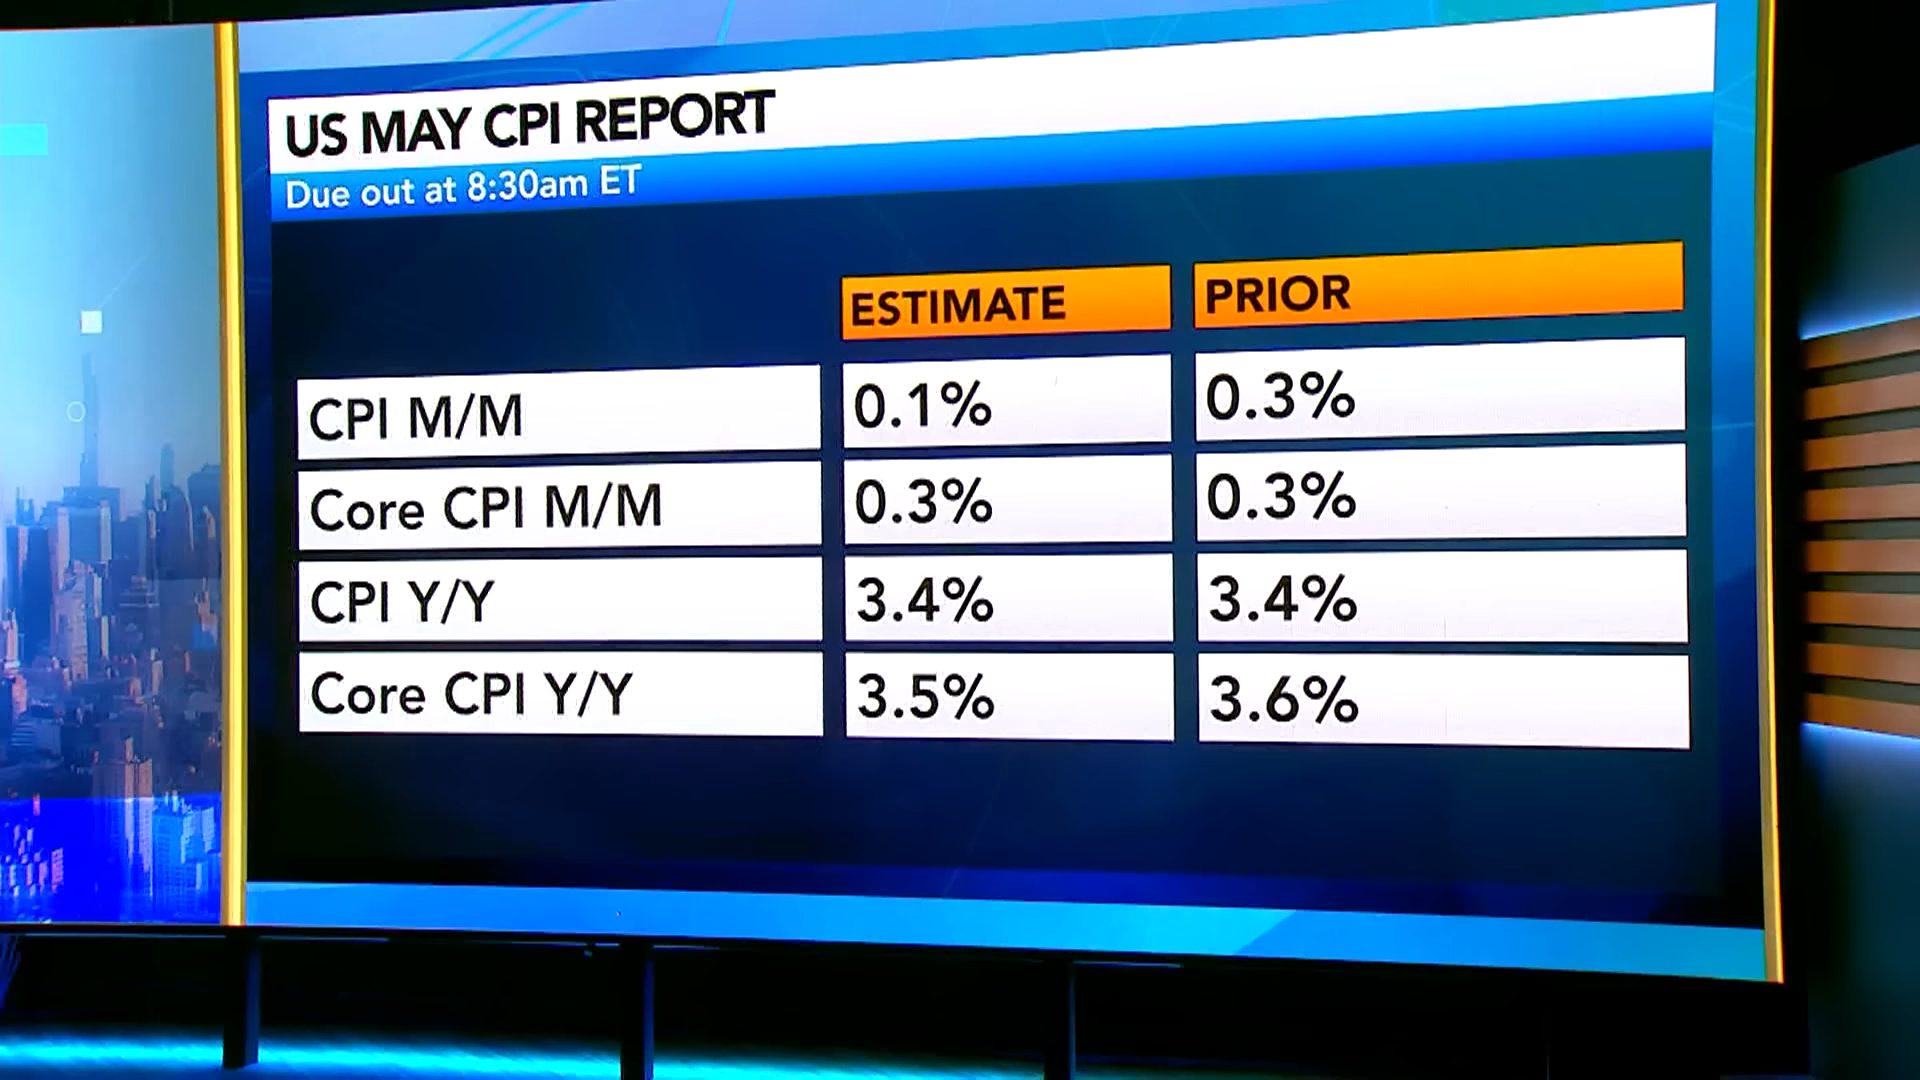 US MAY CPI REPORT
Due out at 8:30am ET
ESTIMATE PRIOR
CPI M/M 0.1% 0.3%
Core CPI M/M 0.3% 0.3%
CPI Y/Y 3.4% 3.4%
Core CPI Y/Y 3.5% 3.6%